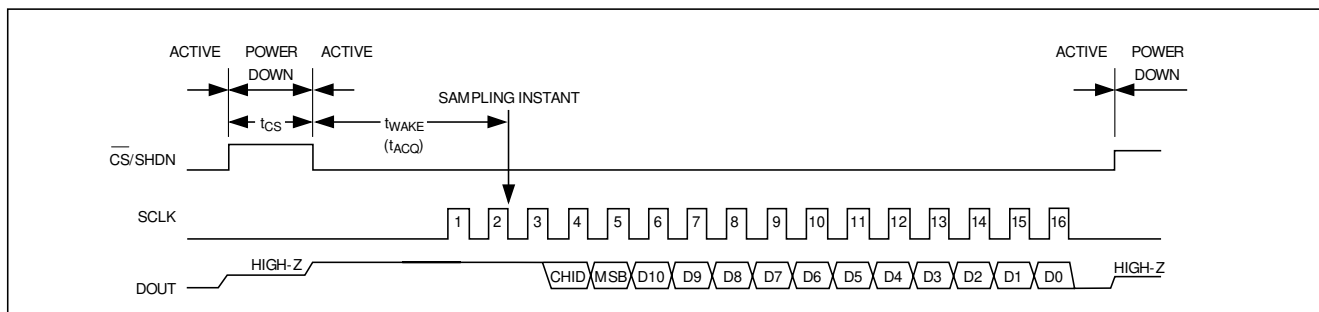 ACTIVE POWER DOWN ACTIVE ACTIVE POWER DOWN
SAMPLING INSTANT
tCS tWAKE (tACQ)
CS/SHDN
SCLK 1 2 3 4 5 6 7 8 9 10 11 12 13 14 15 16
DOUT HIGH-Z CHID MSB D10 D9 D8 D7 D6 D5 D4 D3 D2 D1 D0 HIGH-Z